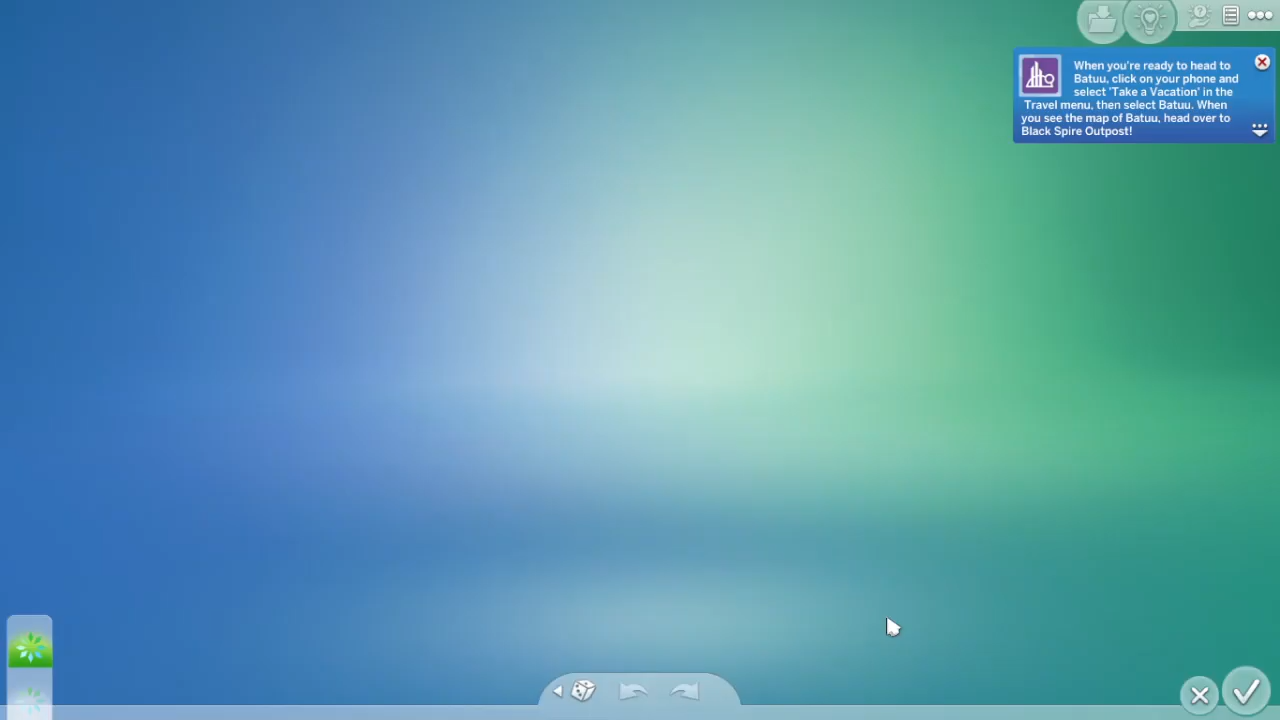 When you're ready to head to
Batuu, click on your phone and
select 'Take a Vacation' in the
Travel menu, then select Batuu. When
you see the map of Batuu, head over to
Black Spire Outpost!